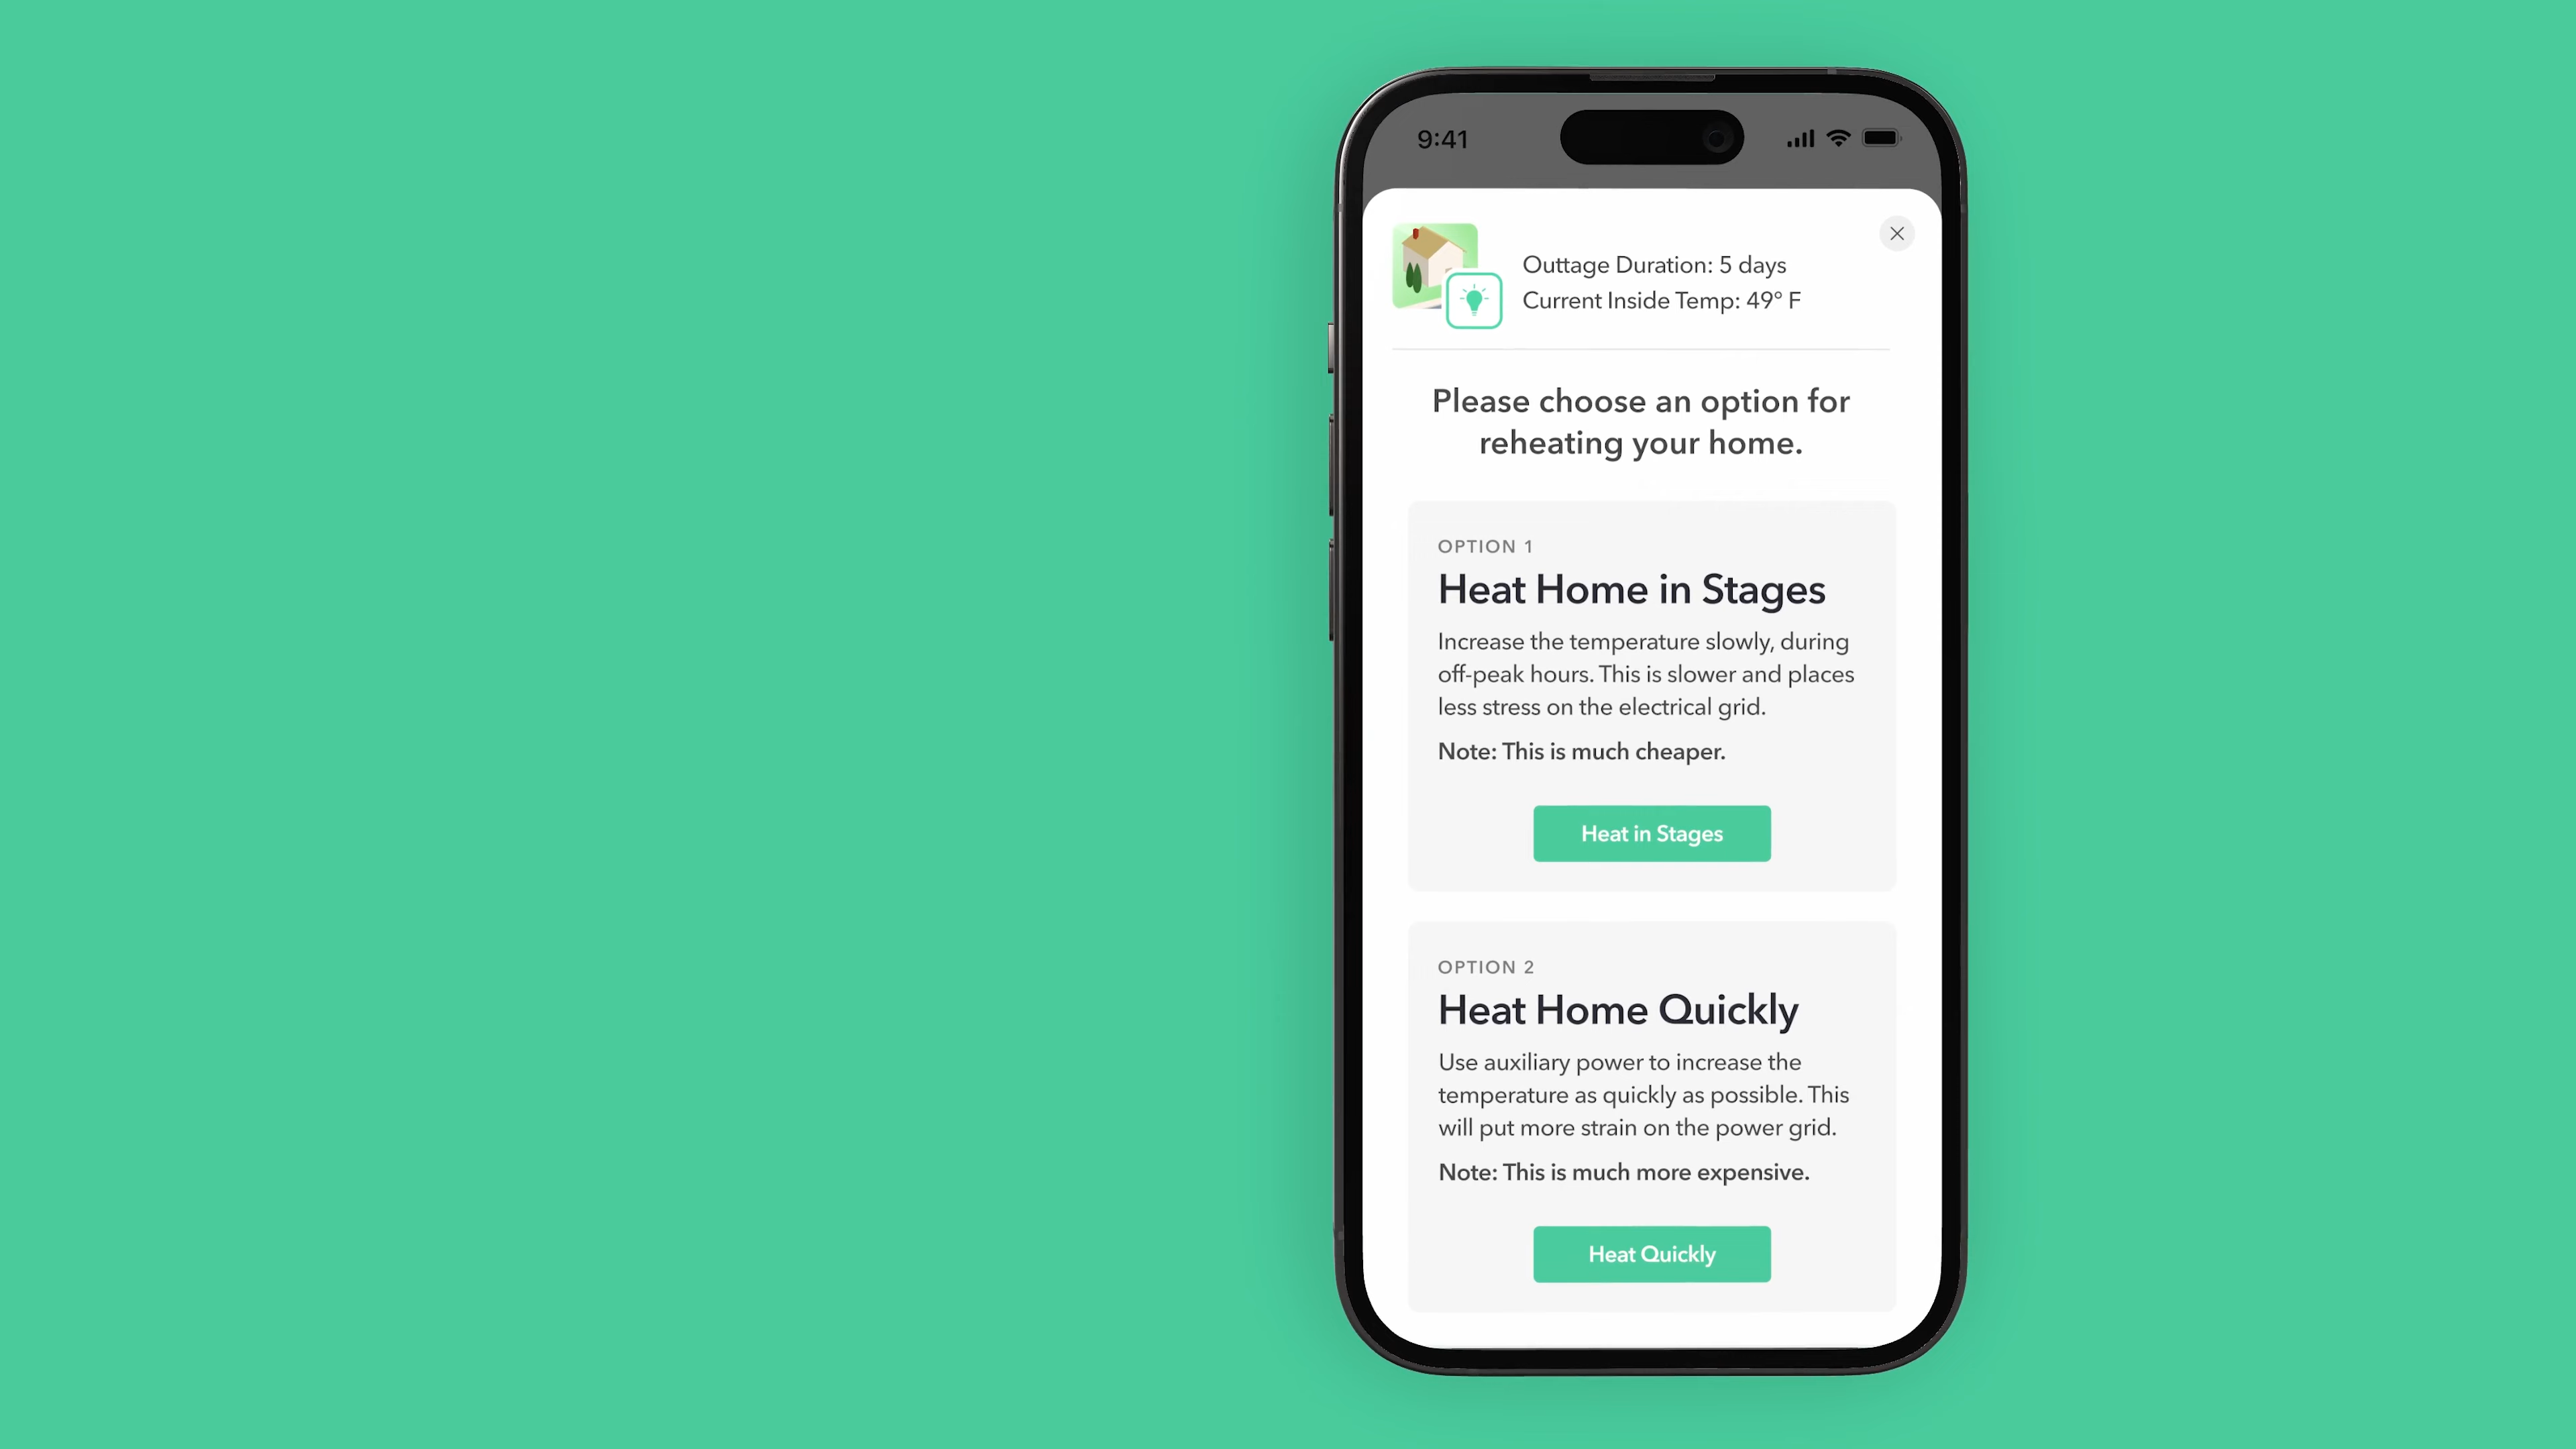 9:41
Outtage Duration: 5 days
Current Inside Temp: 49° F
Please choose an option for
reheating your home.
OPTION 1
Heat Home in Stages
Increase the temperature slowly, during
off-peak hours. This is slower and places
less stress on the electrical grid.
Note: This is much cheaper.
Heat in Stages
OPTION 2
Heat Home Quickly
Use auxiliary power to increase the
temperature as quickly as possible. This
will put more strain on the power grid.
Note: This is much more expensive.
Heat Quickly